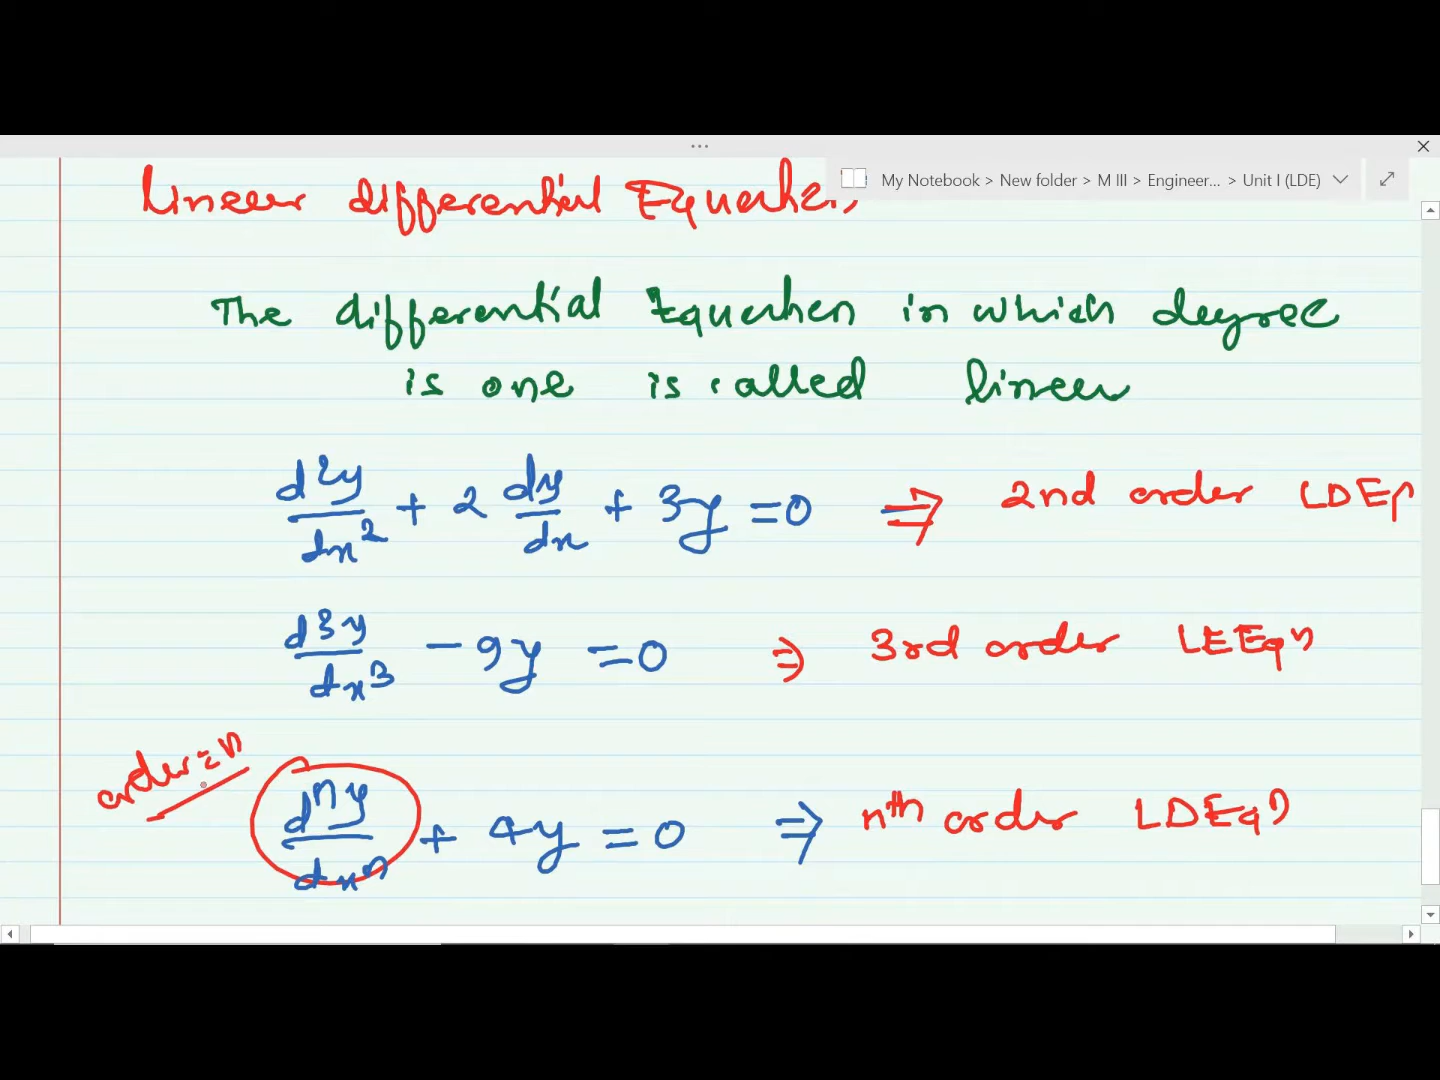 Linear differential Equation
My Notebook > New folder > M III > Engineer... > Unit I (LDE)
The differential Equation in which degree
is one is called linear
d²y/dx² + 2 dy/dx + 3y = 0 ⇒ 2nd order LDEq
d³y/dx³ - 9y = 0 ⇒ 3rd order LEEqⁿ
order = n
dⁿy/dxⁿ + 4y = 0 ⇒ nth order LDEqⁿ